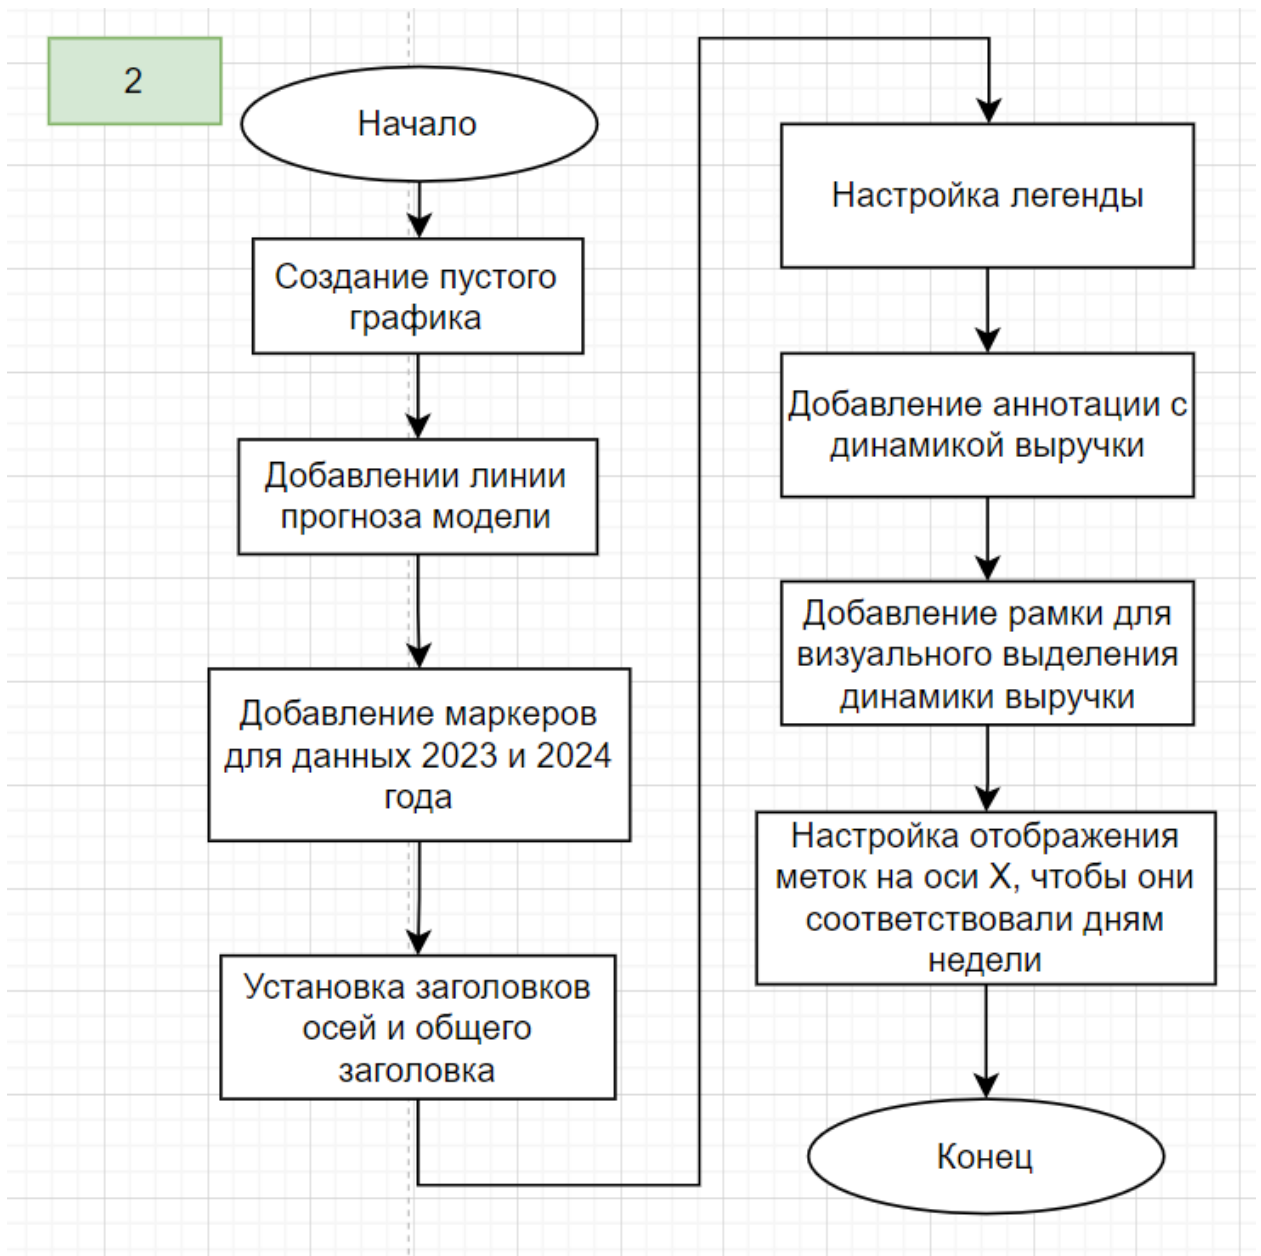 2
Начало
Создание пустого
графика
Добавлении линии
прогноза модели
Добавление маркеров
для данных 2023 и 2024
года
Установка заголовков
осей и общего
заголовка
Настройка легенды
Добавление аннотации с
динамикой выручки
Добавление рамки для
визуального выделения
динамики выручки
Настройка отображения
меток на оси X, чтобы они
соответствовали дням
недели
Конец